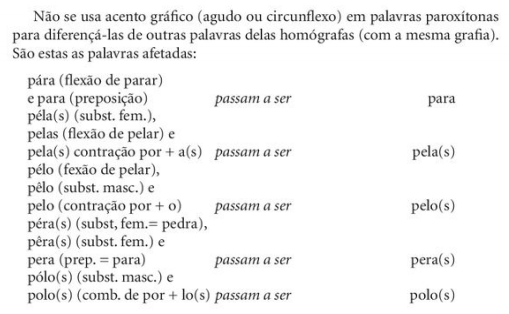 Não se usa acento gráfico (agudo ou circunflexo) em palavras paroxítonas
para diferençá-las de outras palavras delas homógrafas (com a mesma grafia).
São estas as palavras afetadas:
pára (flexão de parar)
e para (preposição) passam a ser para
péla(s) (subst. fem.),
pelas (flexão de pelar) e
pela(s) contração por + a(s) passam a ser pela(s)
pélo (fexão de pelar),
pêlo (subst. masc.) e
pelo (contração por + o) passam a ser pelo(s)
péra(s) (subst, fem.= pedra),
pêra(s) (subst. fem.) e
pera (prep. = para) passam a ser pera(s)
pólo(s) (subst. masc.) e
polo(s) (comb. de por + lo(s) passam a ser polo(s)